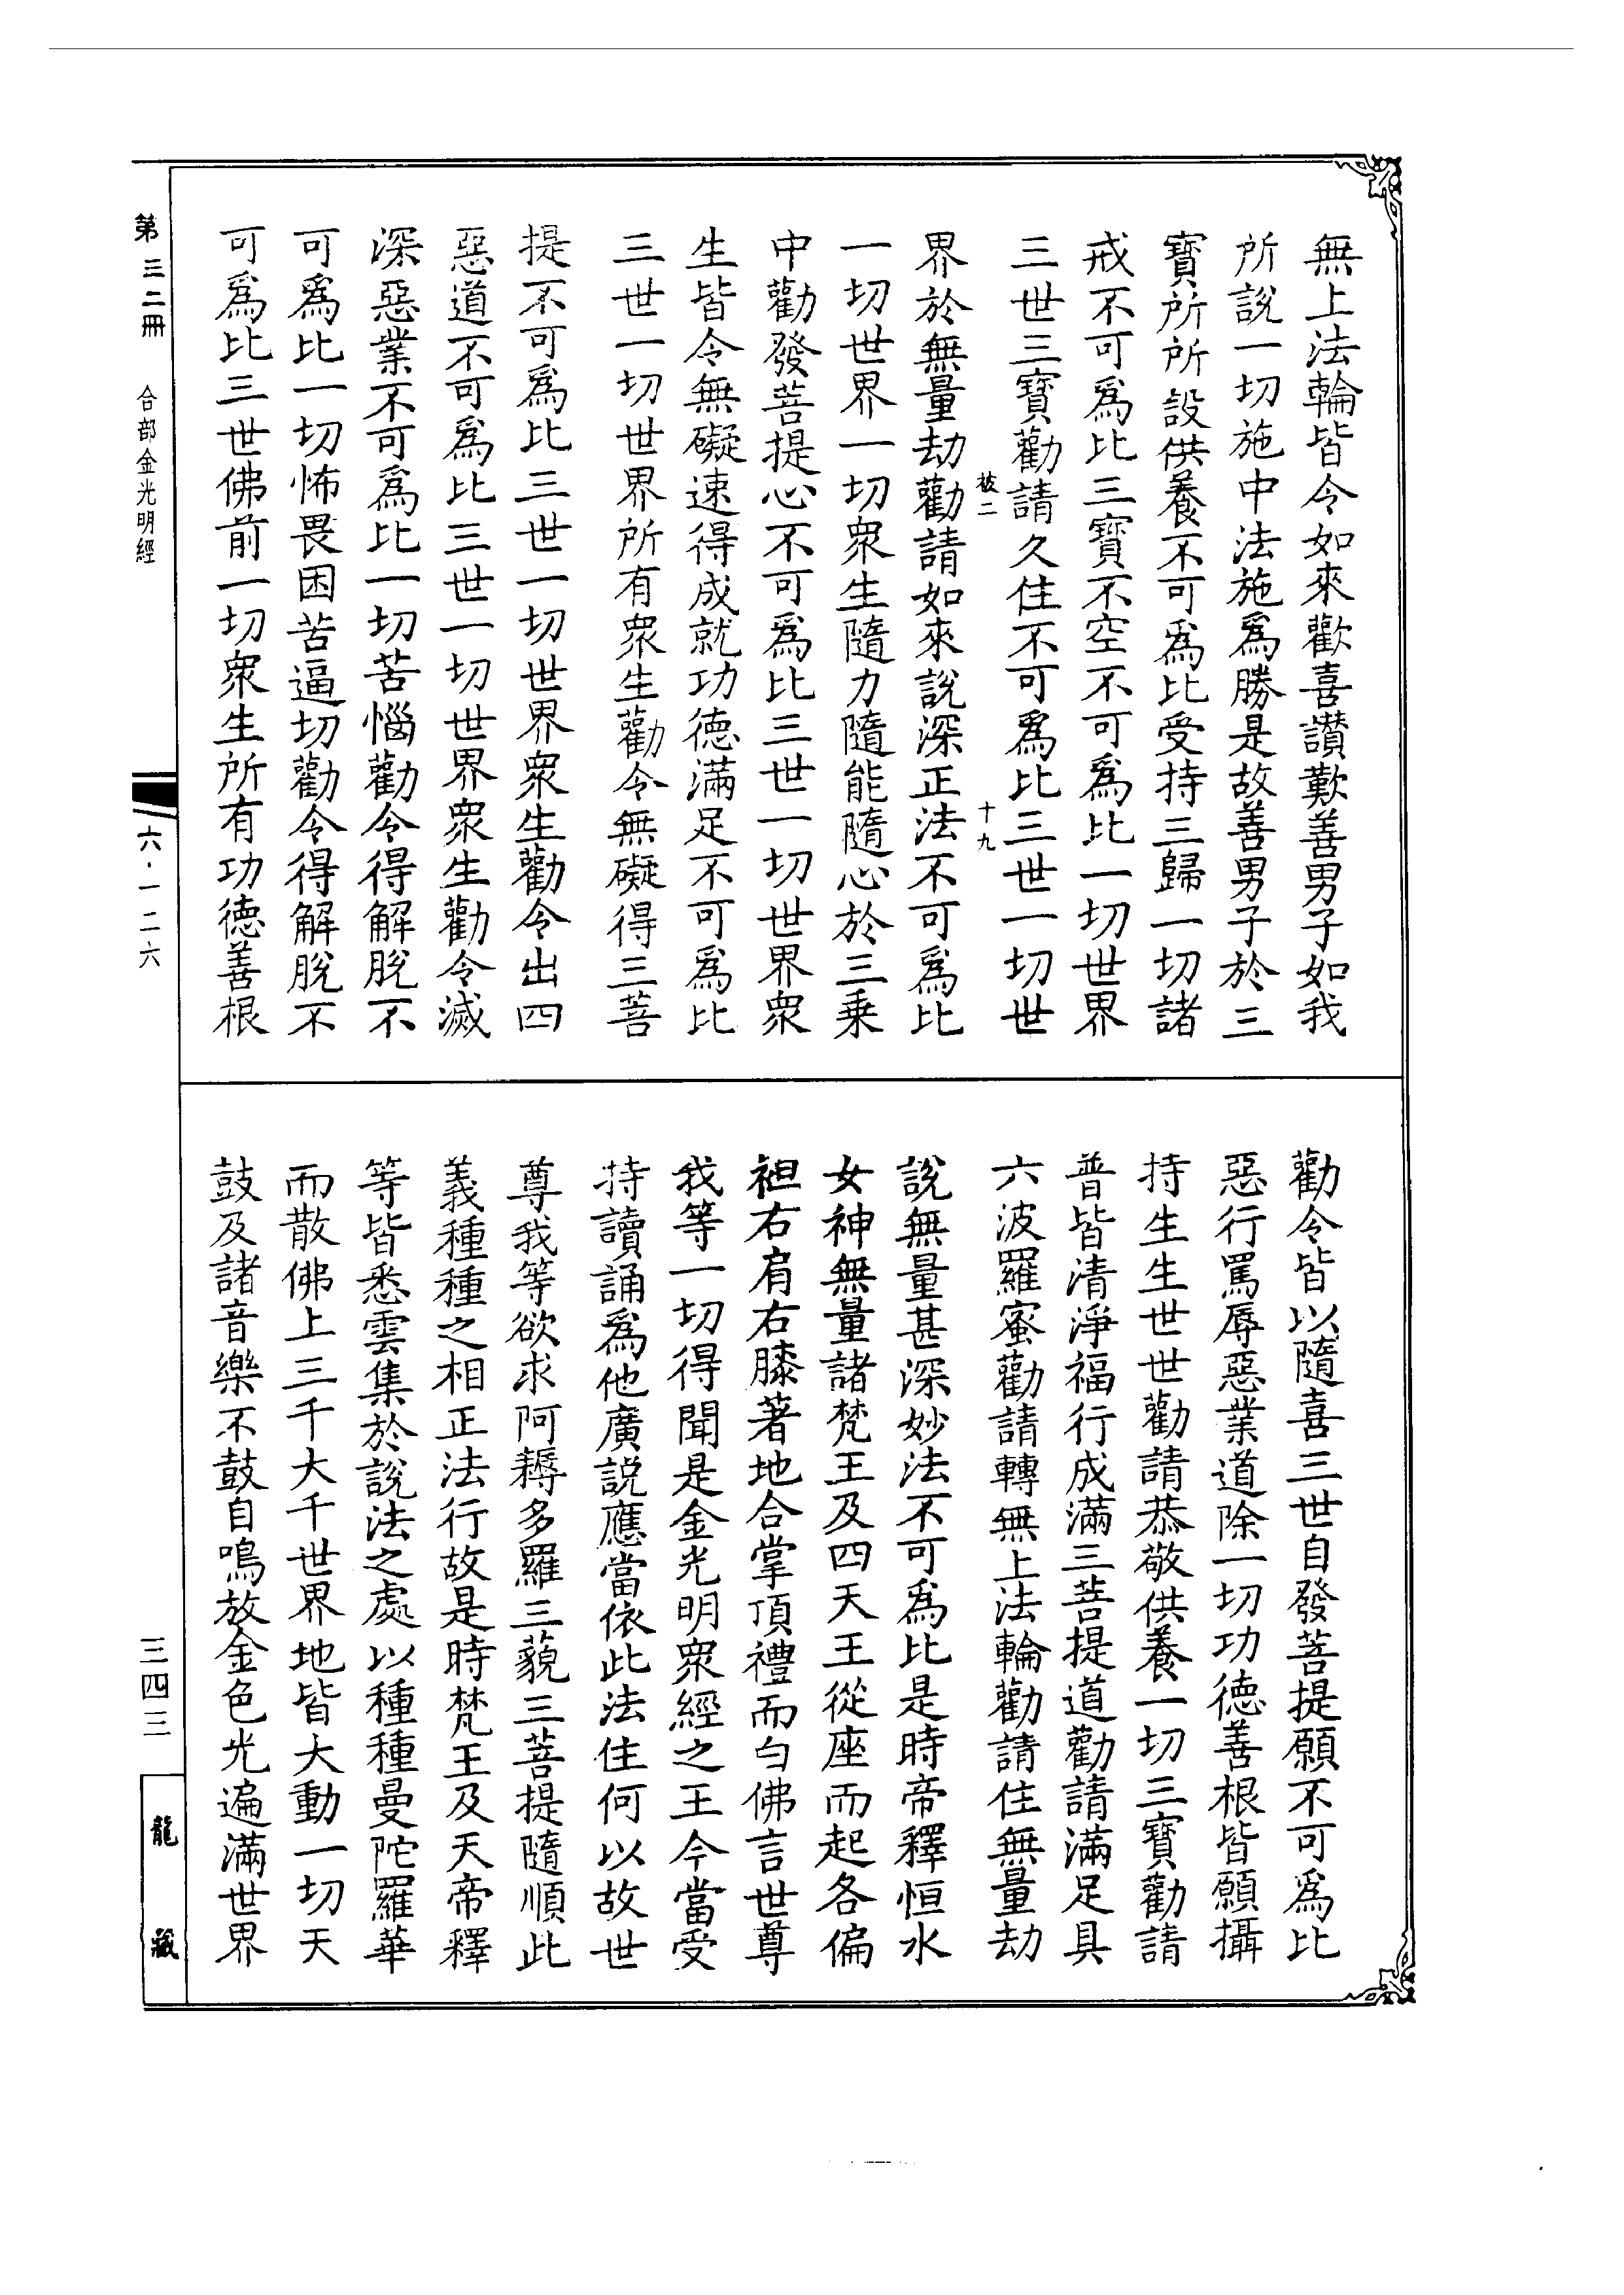 無上法輪皆令如來歡喜讚歎善男子如我
所說一切施中法施爲勝是故善男子於三
寶所所設供養不可爲比受持三歸一切諸
戒不可爲比三寶不空不可爲比一切世界
三世三寶勸請久住不可爲比三世一切世
被二 十九
界於無量劫勸請如來說深正法不可爲比
一切世界一切衆生隨力隨能隨心於三乗
中勸發菩提心不可爲比三世一切世界衆
生皆令無礙速得成就功德滿足不可爲比
三世一切世界所有衆生勸令無礙得三菩
提不可爲比三世一切世界衆生勸令出四
惡道不可爲比三世一切世界衆生勸令滅
深惡業不可爲比一切苦惱勸令得解脫不
可爲比一切怖畏困苦逼切勸令得解脫不
可爲比三世佛前一切衆生所有功德善根
勸令皆以隨喜三世自發菩提願不可爲比
惡行罵辱惡業道除一切功德善根皆願攝
持生生世世勸請恭敬供養一切三寶勸請
普皆清淨福行成滿三菩提道勸請滿足具
六波羅蜜勸請轉無上法輪勸請住無量劫
說無量甚深妙法不可爲比是時帝釋恒水
女神無量諸梵王及四天王從座而起各偏
袒右肩右膝著地合掌頂禮而白佛言世尊
我等一切得聞是金光明衆經之王今當受
持讀誦爲他廣說應當依此法住何以故世
尊我等欲求阿耨多羅三藐三菩提隨順此
義種種之相正法行故是時梵王及天帝釋
等皆悉雲集於說法之處以種種曼陀羅華
而散佛上三千大千世界地皆大動一切天
鼓及諸音樂不鼓自鳴放金色光遍滿世界
第三二冊 合部金光明經
六·一二六
三四三
龍藏